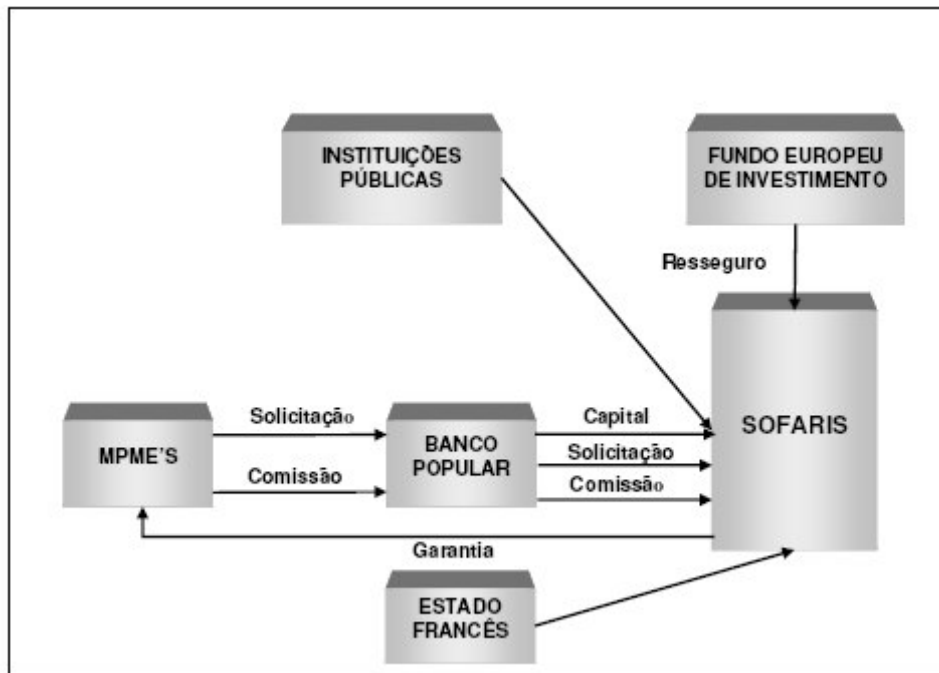 INSTITUIÇÕES
PÚBLICAS
FUNDO EUROPEU
DE INVESTIMENTO
Resseguro
SOFARIS
MPME'S
Solicitação
Comissão
BANCO
POPULAR
Capital
Solicitação
Comissão
Garantia
ESTADO
FRANCÊS